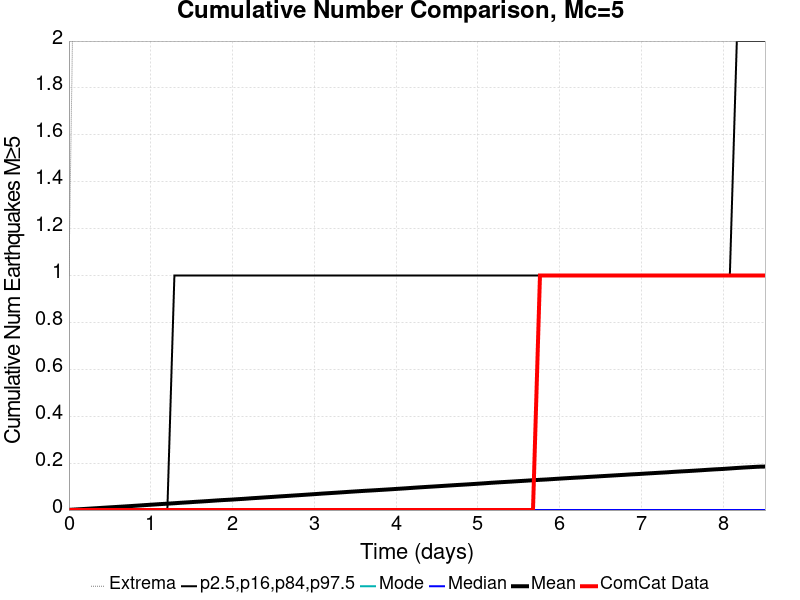 Cumulative Number Comparison, Mc=5
Cumulative Num Earthquakes M≥5
2
1.8
1.6
1.4
1.2
1
0.8
0.6
0.4
0.2
0
0 1 2 3 4 5 6 7 8
Time (days)
Extrema p2.5,p16,p84,p97.5 Mode Median Mean ComCat Data